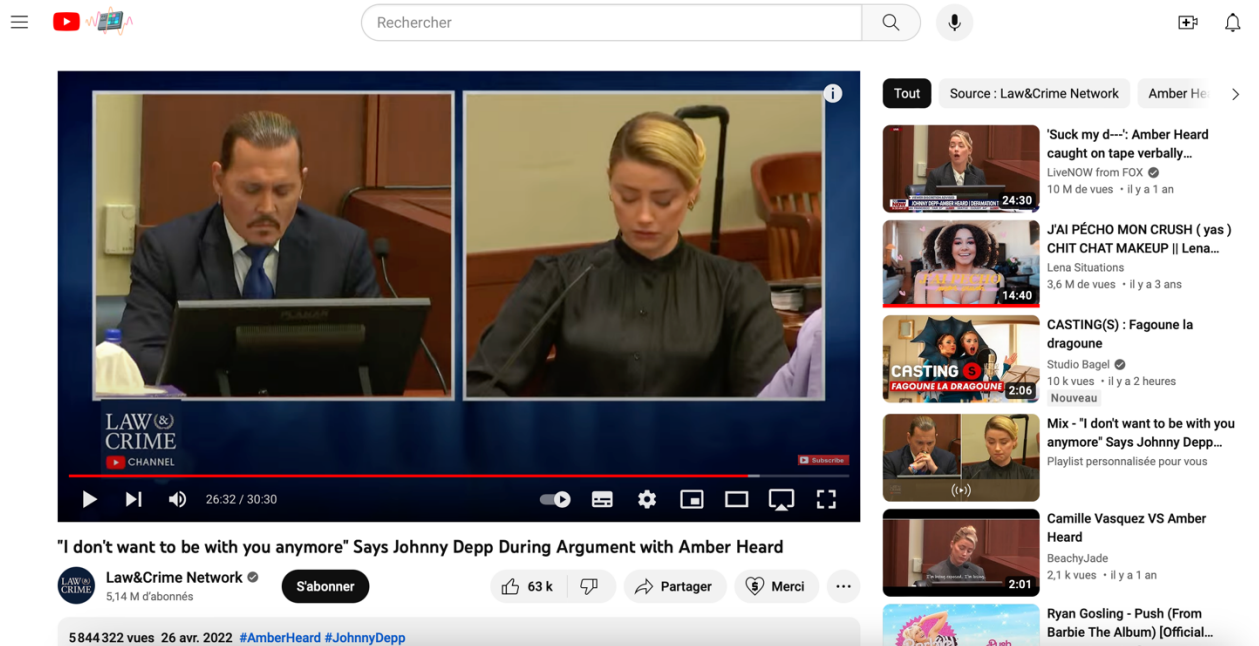 Rechercher
PLANAR
LAW &
CRIME
CHANNEL
Subscribe
26:32 / 30:30
"I don't want to be with you anymore" Says Johnny Depp During Argument with Amber Heard
LAW&
CRIME
Law&Crime Network
5,14 M d'abonnés
S'abonner
63 k
Partager
Merci
5 844 322 vues 26 avr. 2022 #AmberHeard #JohnnyDepp
Tout
Source : Law&Crime Network
Amber
24:30
'Suck my d---': Amber Heard
caught on tape verbally...
LiveNOW from FOX
10 M de vues • il y a 1 an
14:40
J'AI PÉCHO MON CRUSH ( yas )
CHIT CHAT MAKEUP || Lena...
Lena Situations
3,6 M de vues • il y a 3 ans
CASTING S
FAGOUNE LA DRAGOUNE
2:06
CASTING(S) : Fagoune la
dragoune
Studio Bagel
10 k vues • il y a 2 heures
Nouveau
Mix - "I don't want to be with you
anymore" Says Johnny Depp...
Playlist personnalisée pour vous
2:01
Camille Vasquez VS Amber
Heard
BeachyJade
2,1 k vues • il y a 1 an
Ryan Gosling - Push (From
Barbie The Album) [Official...